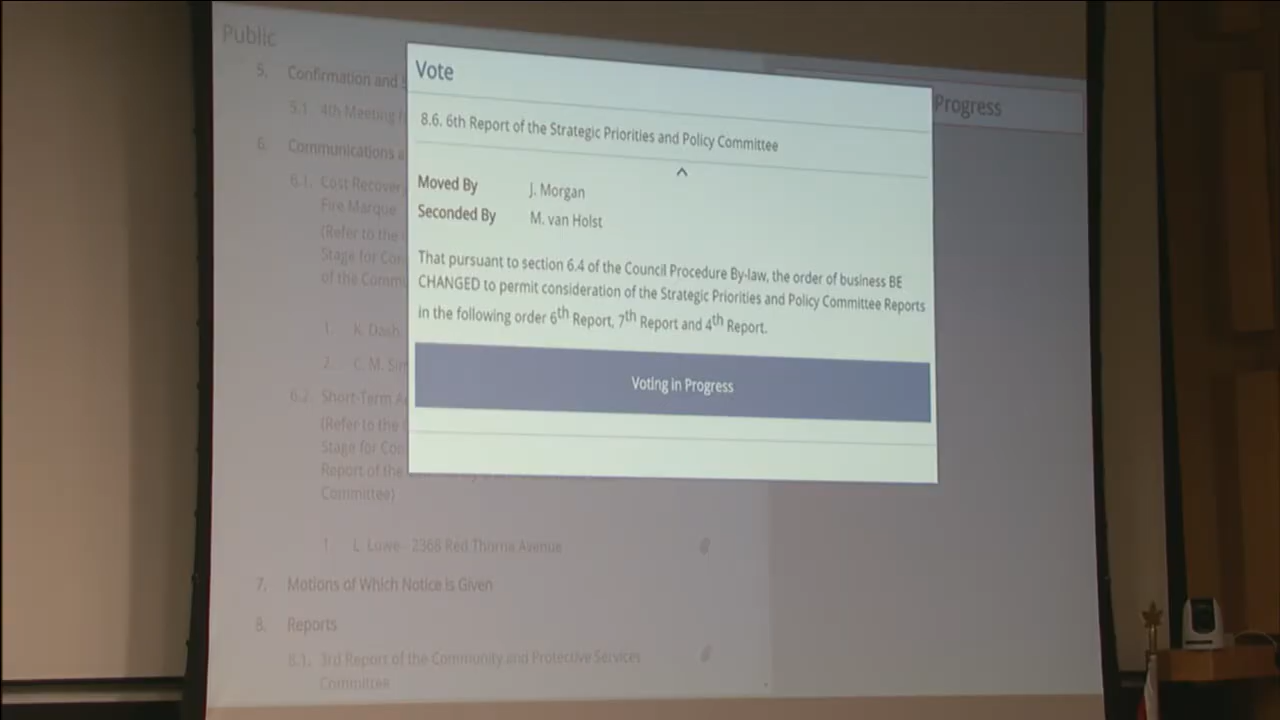 Public
5. Confirmation and
5.1. 4th Meeting
6. Communications
6.1. Cost Recover
Fire Marque
(Refer to the
Stage for Con
of the Commu
1. K. Dash
2. C. M. Sim
6.2. Short-Term A
(Refer to the
Stage for Con
Report of the
Committee)
1. L. Lowe - 2368 Red Thorne Avenue
7. Motions of Which Notice is Given
8. Reports
8.1. 3rd Report of the Community and Protective Services
Committee
Progress
Vote
8.6. 6th Report of the Strategic Priorities and Policy Committee
Moved By J. Morgan
Seconded By M. van Holst
That pursuant to section 6.4 of the Council Procedure By-law, the order of business BE
CHANGED to permit consideration of the Strategic Priorities and Policy Committee Reports
in the following order 6th Report, 7th Report and 4th Report.
Voting in Progress